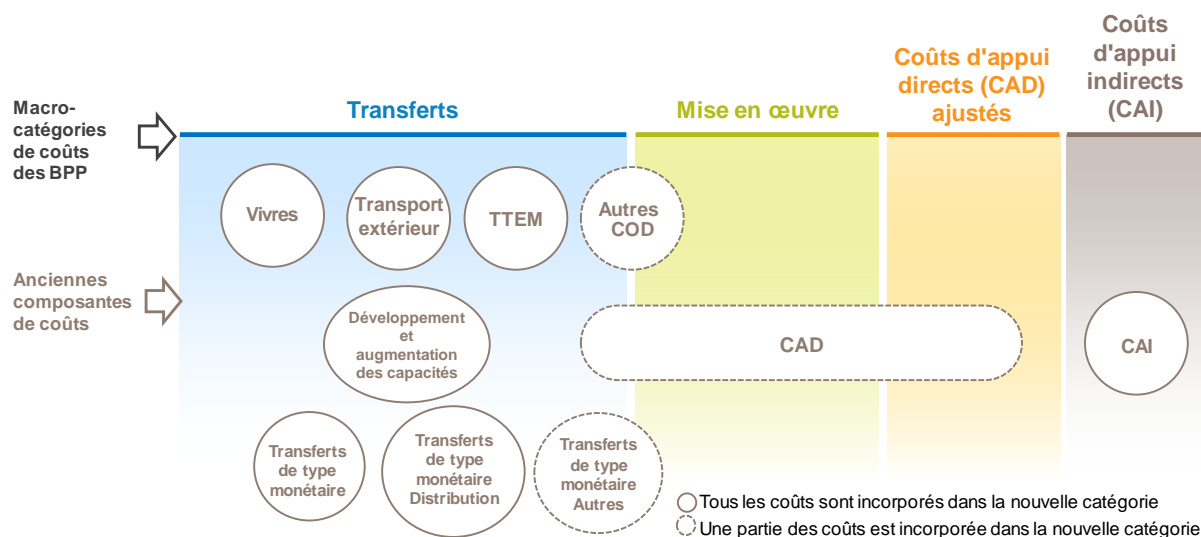 Macro-
catégories
de coûts
des BPP
Transferts
Mise en œuvre
Coûts
d'appui
directs (CAD)
ajustés
Coûts
d'appui
indirects
(CAI)
Vivres
Transport
extérieur
TTEM
Autres
COD
Anciennes
composantes
de coûts
Développement
et
augmentation
des capacités
CAD
CAI
Transferts
de type
monétaire
Transferts
de type
monétaire
Distribution
Transferts
de type
monétaire
Autres
Tous les coûts sont incorporés dans la nouvelle catégorie
Une partie des coûts est incorporée dans la nouvelle catégorie